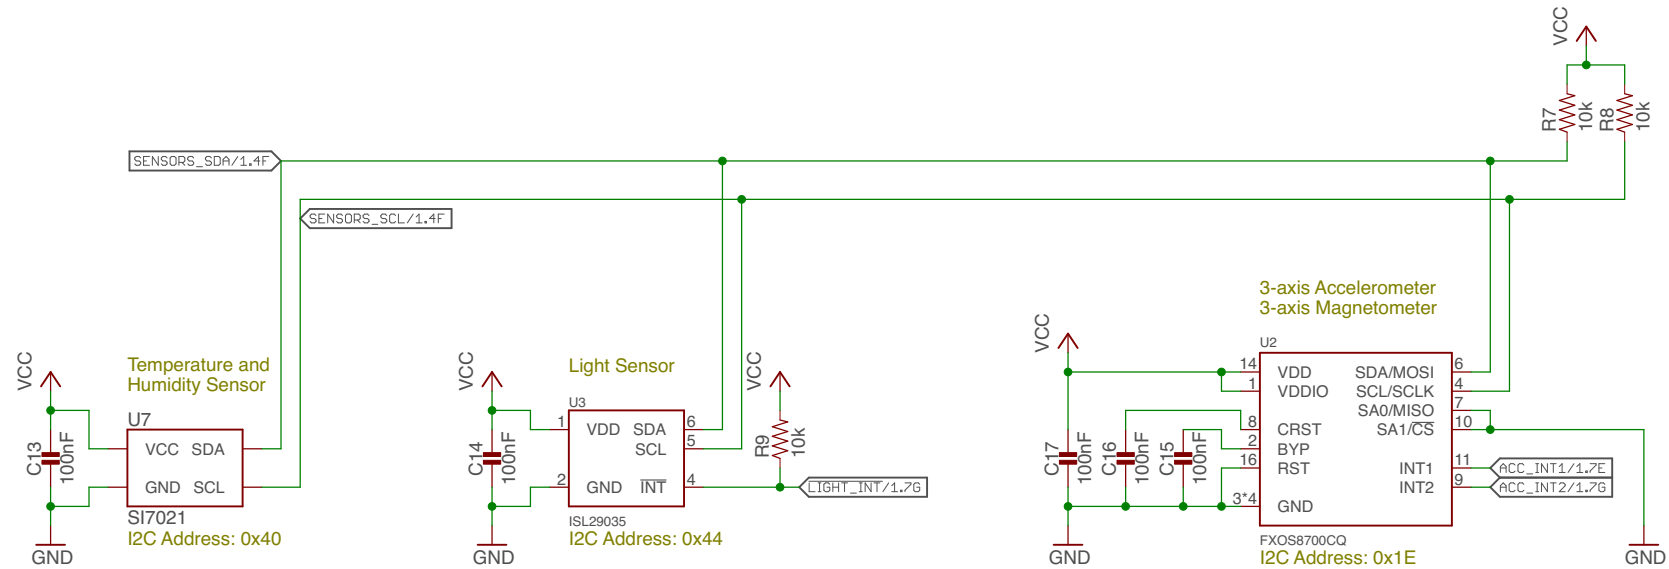 VCC
R7
10k
R8
10k
SENSORS_SDA/1.4F
SENSORS_SCL/1.4F
3-axis Accelerometer
3-axis Magnetometer
VCC
Temperature and
Humidity Sensor
U7
C13
100nF
VCC SDA
GND SCL
SI7021
I2C Address: 0x40
GND
VCC
Light Sensor
VCC
U3
C14
100nF
1 VDD SDA 6
SCL 5
2 GND INT 4
R9
10k
LIGHT_INT/1.7G
ISL29035
I2C Address: 0x44
GND
VCC
U2
14 VDD SDA/MOSI 6
1 VDDIO SCL/SCLK 4
SA0/MISO 7
8 CRST SA1/CS 10
2 BYP
16 RST INT1 11
INT2 9
3*4 GND
C17
100nF
C16
100nF
C15
100nF
ACC_INT1/1.7E
ACC_INT2/1.7G
FXOS8700CQ
I2C Address: 0x1E
GND
GND